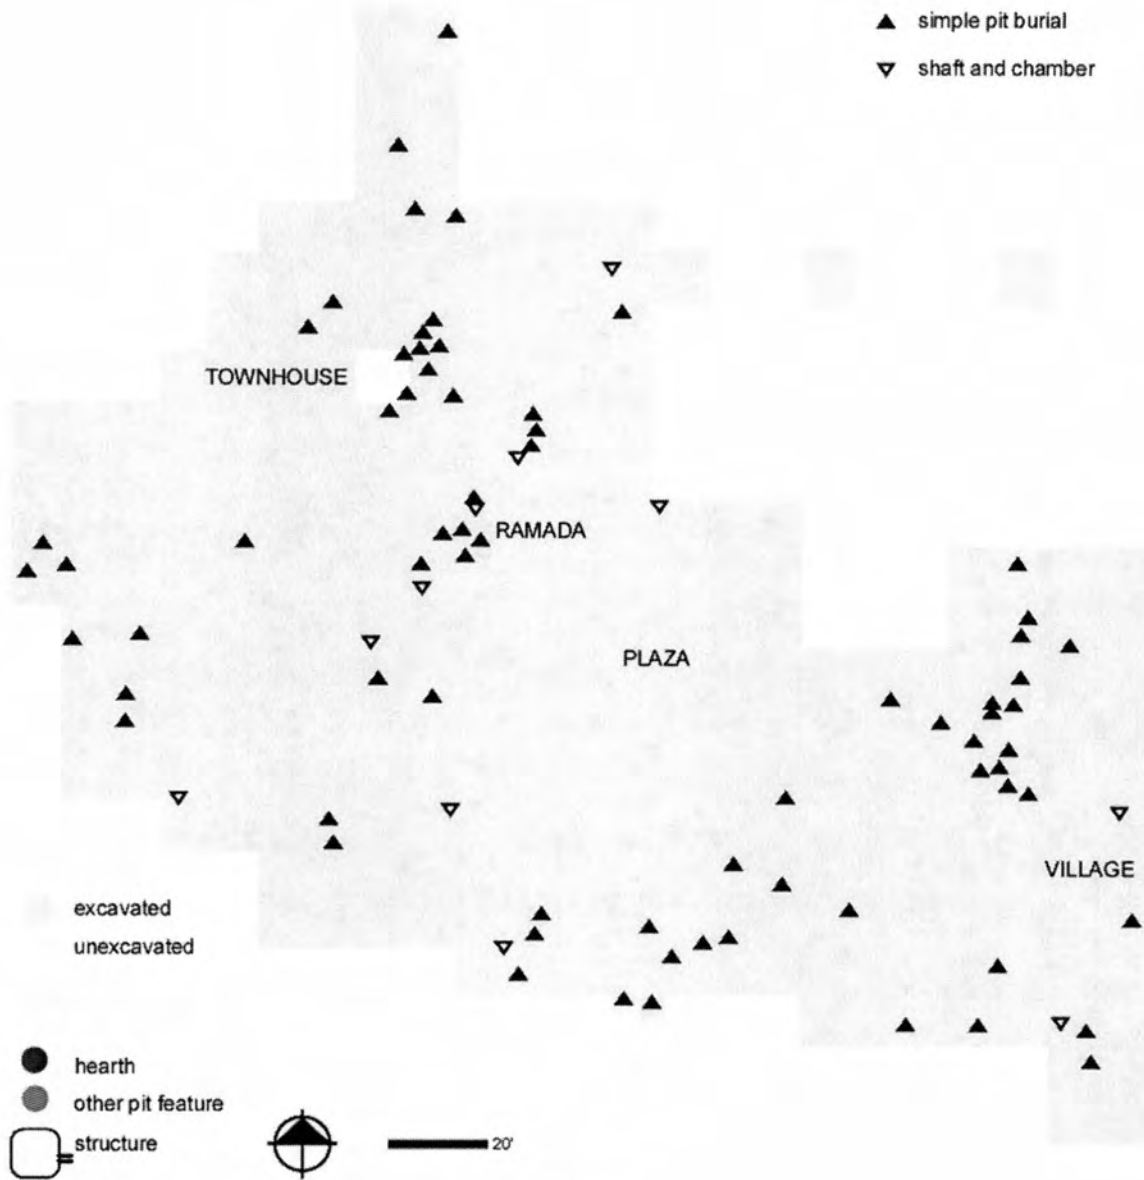 simple pit burial
shaft and chamber
TOWNHOUSE
RAMADA
PLAZA
VILLAGE
excavated
unexcavated
hearth
other pit feature
structure
20'